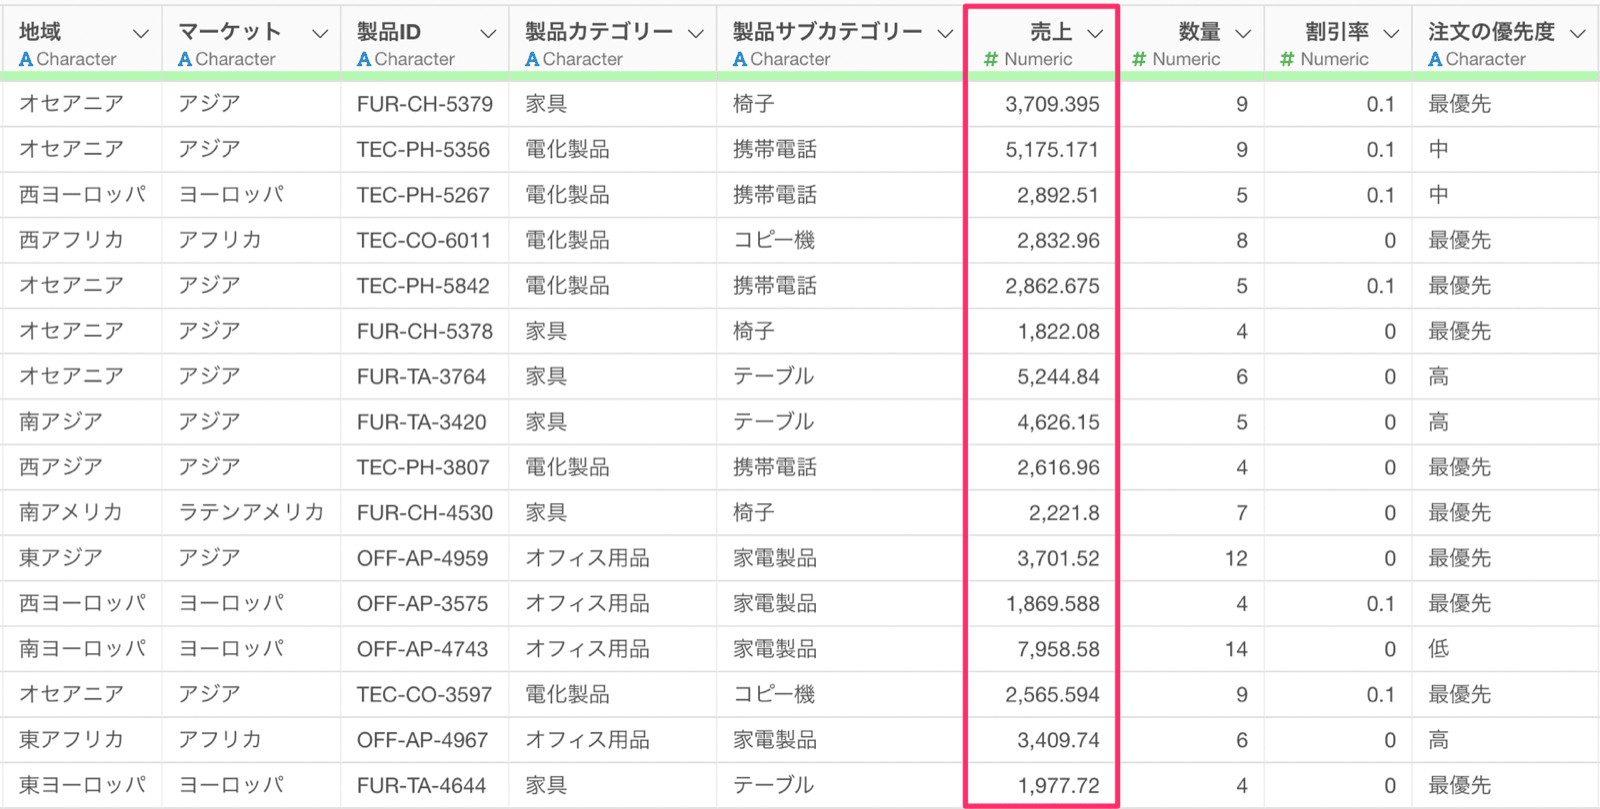 地域 マーケット 製品ID 製品カテゴリー 製品サブカテゴリー 売上 数量 割引率 注文の優先度
A Character A Character A Character A Character A Character # Numeric # Numeric # Numeric A Character
オセアニア アジア FUR-CH-5379 家具 椅子 3,709.395 9 0.1 最優先
オセアニア アジア TEC-PH-5356 電化製品 携帯電話 5,175.171 9 0.1 中
西ヨーロッパ ヨーロッパ TEC-PH-5267 電化製品 携帯電話 2,892.51 5 0.1 中
西アフリカ アフリカ TEC-CO-6011 電化製品 コピー機 2,832.96 8 0 最優先
オセアニア アジア TEC-PH-5842 電化製品 携帯電話 2,862.675 5 0.1 最優先
オセアニア アジア FUR-CH-5378 家具 椅子 1,822.08 4 0 最優先
オセアニア アジア FUR-TA-3764 家具 テーブル 5,244.84 6 0 高
南アジア アジア FUR-TA-3420 家具 テーブル 4,626.15 5 0 高
西アジア アジア TEC-PH-3807 電化製品 携帯電話 2,616.96 4 0 最優先
南アメリカ ラテンアメリカ FUR-CH-4530 家具 椅子 2,221.8 7 0 最優先
東アジア アジア OFF-AP-4959 オフィス用品 家電製品 3,701.52 12 0 最優先
西ヨーロッパ ヨーロッパ OFF-AP-3575 オフィス用品 家電製品 1,869.588 4 0.1 最優先
南ヨーロッパ ヨーロッパ OFF-AP-4743 オフィス用品 家電製品 7,958.58 14 0 低
オセアニア アジア TEC-CO-3597 電化製品 コピー機 2,565.594 9 0.1 最優先
東アフリカ アフリカ OFF-AP-4967 オフィス用品 家電製品 3,409.74 6 0 高
東ヨーロッパ ヨーロッパ FUR-TA-4644 家具 テーブル 1,977.72 4 0 最優先